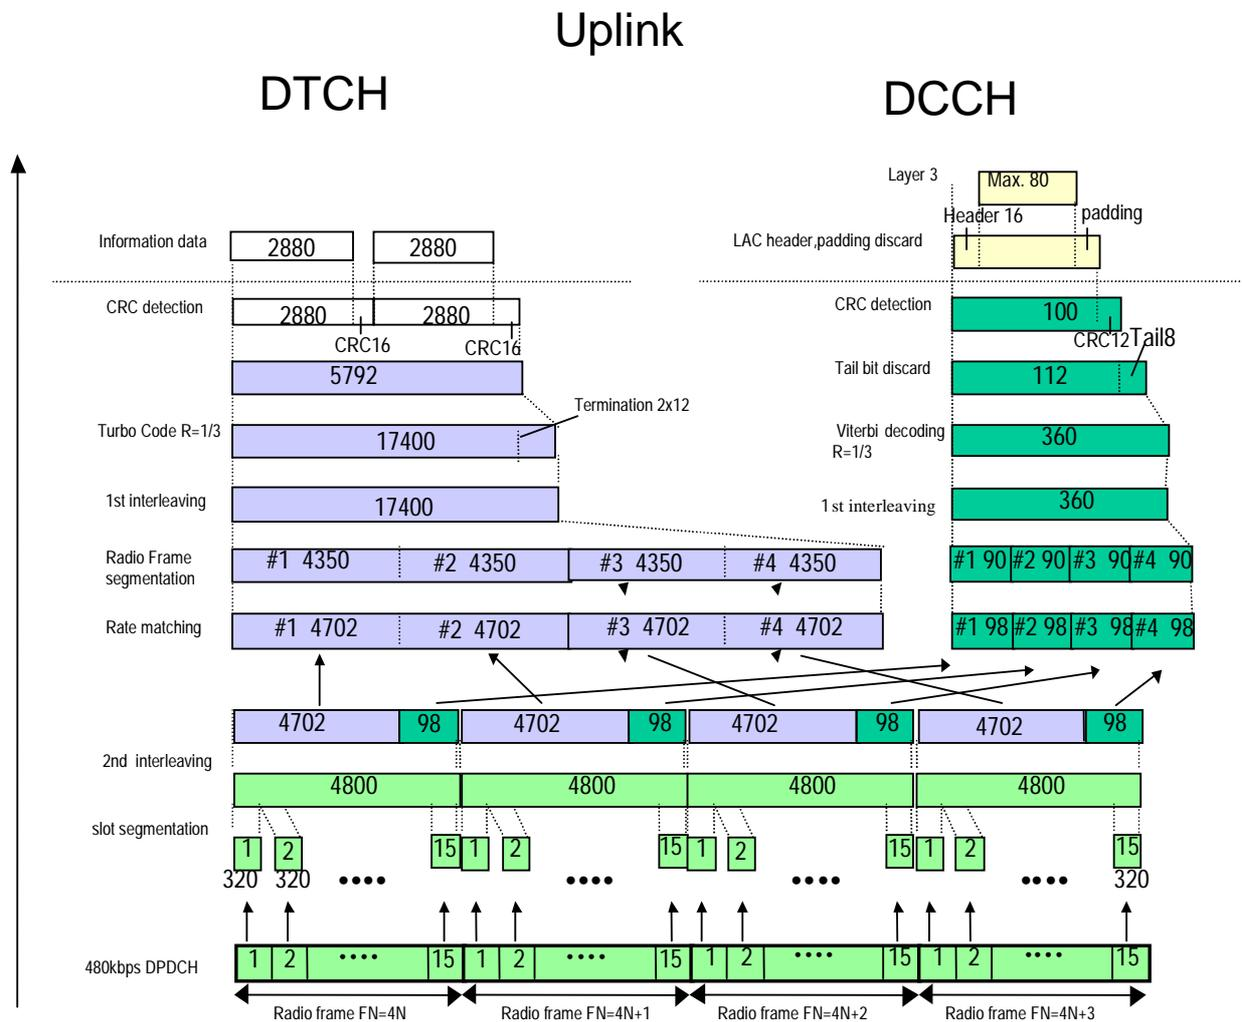 Uplink
DTCH
DCCH
Layer 3
Max. 80
Header 16
padding
Information data
2880
2880
LAC header,padding discard
CRC detection
2880
2880
CRC16
CRC16
CRC detection
100
CRC12
Tail8
5792
Tail bit discard
112
Termination 2x12
Turbo Code R=1/3
17400
Viterbi decoding
R=1/3
360
1st interleaving
17400
1st interleaving
360
Radio Frame
segmentation
#1 4350
#2 4350
#3 4350
#4 4350
#1 90
#2 90
#3 90
#4 90
Rate matching
#1 4702
#2 4702
#3 4702
#4 4702
#1 98
#2 98
#3 98
#4 98
4702
98
4702
98
4702
98
4702
98
2nd interleaving
4800
4800
4800
4800
slot segmentation
1
2
15
1
2
15
1
2
15
1
2
15
320
320
320
480kbps DPDCH
1
2
15
1
2
15
1
2
15
1
2
15
Radio frame FN=4N
Radio frame FN=4N+1
Radio frame FN=4N+2
Radio frame FN=4N+3